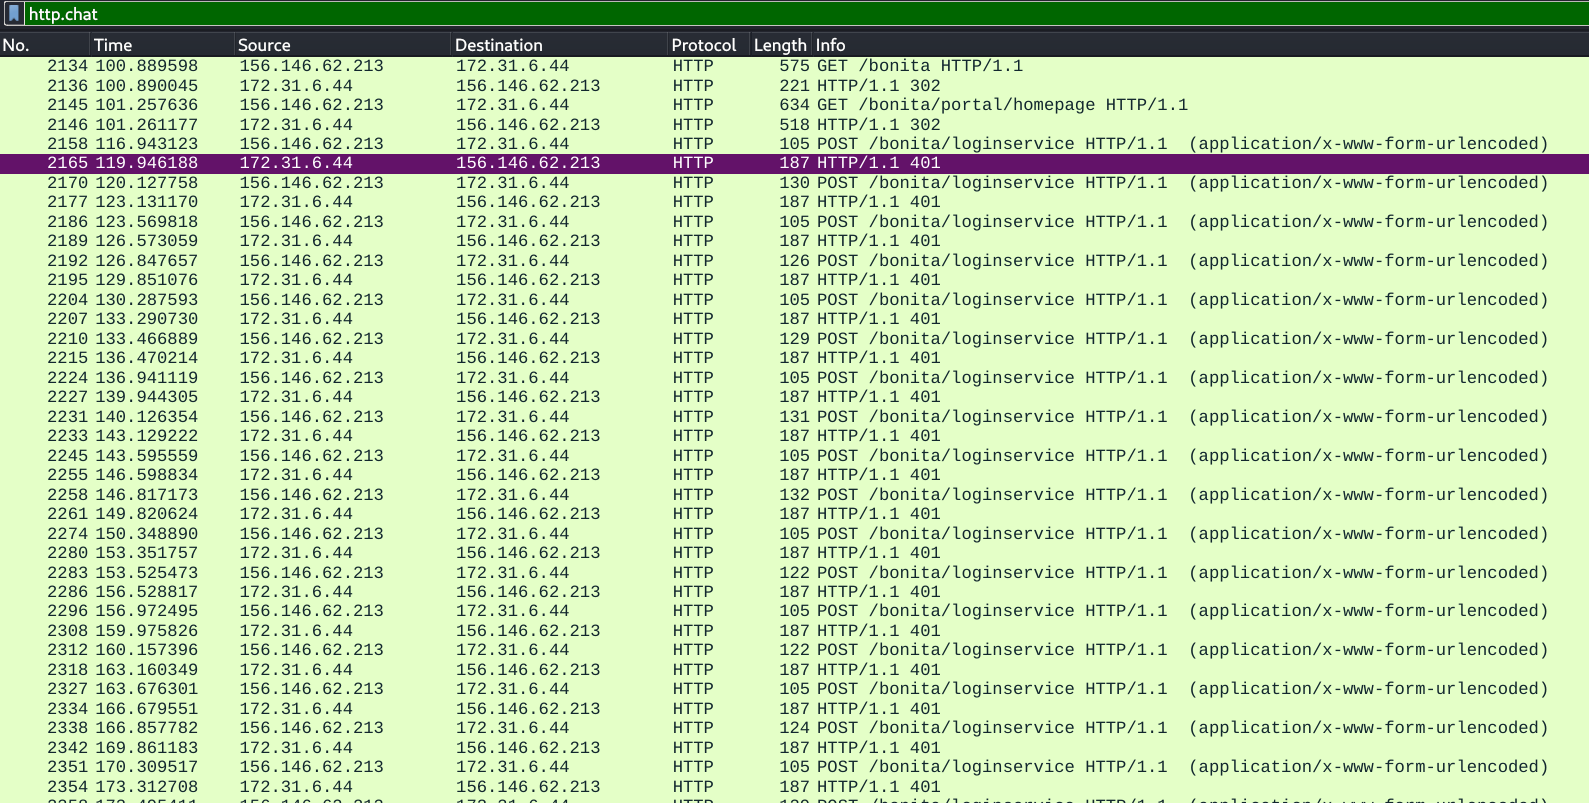 http.chat
No. Time Source Destination Protocol Length Info
2134 100.889598 156.146.62.213 172.31.6.44 HTTP 575 GET /bonita HTTP/1.1
2136 100.890045 172.31.6.44 156.146.62.213 HTTP 221 HTTP/1.1 302
2145 101.257636 156.146.62.213 172.31.6.44 HTTP 634 GET /bonita/portal/homepage HTTP/1.1
2146 101.261177 172.31.6.44 156.146.62.213 HTTP 518 HTTP/1.1 302
2158 116.943123 156.146.62.213 172.31.6.44 HTTP 105 POST /bonita/loginservice HTTP/1.1 (application/x-www-form-urlencoded)
2165 119.946188 172.31.6.44 156.146.62.213 HTTP 187 HTTP/1.1 401
2170 120.127758 156.146.62.213 172.31.6.44 HTTP 130 POST /bonita/loginservice HTTP/1.1 (application/x-www-form-urlencoded)
2177 123.131170 172.31.6.44 156.146.62.213 HTTP 187 HTTP/1.1 401
2186 123.569818 156.146.62.213 172.31.6.44 HTTP 105 POST /bonita/loginservice HTTP/1.1 (application/x-www-form-urlencoded)
2189 126.573059 172.31.6.44 156.146.62.213 HTTP 187 HTTP/1.1 401
2192 126.847657 156.146.62.213 172.31.6.44 HTTP 126 POST /bonita/loginservice HTTP/1.1 (application/x-www-form-urlencoded)
2195 129.851076 172.31.6.44 156.146.62.213 HTTP 187 HTTP/1.1 401
2204 130.287593 156.146.62.213 172.31.6.44 HTTP 105 POST /bonita/loginservice HTTP/1.1 (application/x-www-form-urlencoded)
2207 133.290730 172.31.6.44 156.146.62.213 HTTP 187 HTTP/1.1 401
2210 133.466889 156.146.62.213 172.31.6.44 HTTP 129 POST /bonita/loginservice HTTP/1.1 (application/x-www-form-urlencoded)
2215 136.470214 172.31.6.44 156.146.62.213 HTTP 187 HTTP/1.1 401
2224 136.941119 156.146.62.213 172.31.6.44 HTTP 105 POST /bonita/loginservice HTTP/1.1 (application/x-www-form-urlencoded)
2227 139.944305 172.31.6.44 156.146.62.213 HTTP 187 HTTP/1.1 401
2231 140.126354 156.146.62.213 172.31.6.44 HTTP 131 POST /bonita/loginservice HTTP/1.1 (application/x-www-form-urlencoded)
2233 143.129222 172.31.6.44 156.146.62.213 HTTP 187 HTTP/1.1 401
2245 143.595559 156.146.62.213 172.31.6.44 HTTP 105 POST /bonita/loginservice HTTP/1.1 (application/x-www-form-urlencoded)
2255 146.598834 172.31.6.44 156.146.62.213 HTTP 187 HTTP/1.1 401
2258 146.817173 156.146.62.213 172.31.6.44 HTTP 132 POST /bonita/loginservice HTTP/1.1 (application/x-www-form-urlencoded)
2261 149.820624 172.31.6.44 156.146.62.213 HTTP 187 HTTP/1.1 401
2274 150.348890 156.146.62.213 172.31.6.44 HTTP 105 POST /bonita/loginservice HTTP/1.1 (application/x-www-form-urlencoded)
2280 153.351757 172.31.6.44 156.146.62.213 HTTP 187 HTTP/1.1 401
2283 153.525473 156.146.62.213 172.31.6.44 HTTP 122 POST /bonita/loginservice HTTP/1.1 (application/x-www-form-urlencoded)
2286 156.528817 172.31.6.44 156.146.62.213 HTTP 187 HTTP/1.1 401
2296 156.972495 156.146.62.213 172.31.6.44 HTTP 105 POST /bonita/loginservice HTTP/1.1 (application/x-www-form-urlencoded)
2308 159.975826 172.31.6.44 156.146.62.213 HTTP 187 HTTP/1.1 401
2312 160.157396 156.146.62.213 172.31.6.44 HTTP 122 POST /bonita/loginservice HTTP/1.1 (application/x-www-form-urlencoded)
2318 163.160349 172.31.6.44 156.146.62.213 HTTP 187 HTTP/1.1 401
2327 163.676301 156.146.62.213 172.31.6.44 HTTP 105 POST /bonita/loginservice HTTP/1.1 (application/x-www-form-urlencoded)
2334 166.679551 172.31.6.44 156.146.62.213 HTTP 187 HTTP/1.1 401
2338 166.857782 156.146.62.213 172.31.6.44 HTTP 124 POST /bonita/loginservice HTTP/1.1 (application/x-www-form-urlencoded)
2342 169.861183 172.31.6.44 156.146.62.213 HTTP 187 HTTP/1.1 401
2351 170.309517 156.146.62.213 172.31.6.44 HTTP 105 POST /bonita/loginservice HTTP/1.1 (application/x-www-form-urlencoded)
2354 173.312708 172.31.6.44 156.146.62.213 HTTP 187 HTTP/1.1 401